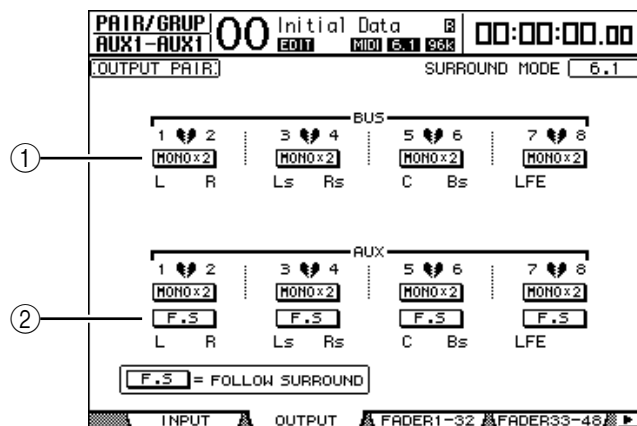 PAIR/GRUP 00 Initial Data R 00:00:00.00
AUX1-AUX1 EDIT MIDI 6.1 96k
OUTPUT PAIR SURROUND MODE 6.1
BUS
1 2 3 4 5 6 7 8
1 MONO×2 MONO×2 MONO×2 MONO×2
L R Ls Rs C Bs LFE
AUX
1 2 3 4 5 6 7 8
MONO×2 MONO×2 MONO×2 MONO×2
2 F.S F.S F.S F.S
L R Ls Rs C Bs LFE
F.S = FOLLOW SURROUND
INPUT OUTPUT FADER1-32 FADER33-48